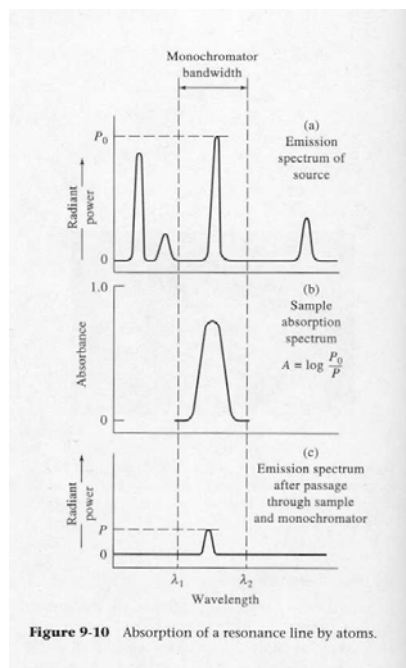 Monochromator
bandwidth
(a)
Emission
spectrum of
source
P₀
Radiant
power
0
(b)
Sample
absorption
spectrum
A = log P₀/P
1.0
Absorbance
0
(c)
Emission spectrum
after passage
through sample
and monochromator
Radiant
power
P
0
λ₁ λ₂
Wavelength
Figure 9-10 Absorption of a resonance line by atoms.